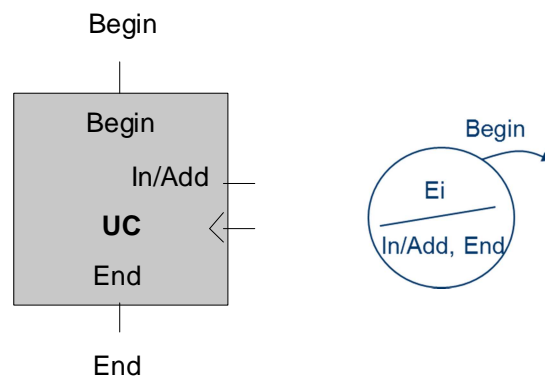 Begin
Begin
In/Add
UC
End
End
Begin
Ei
In/Add, End